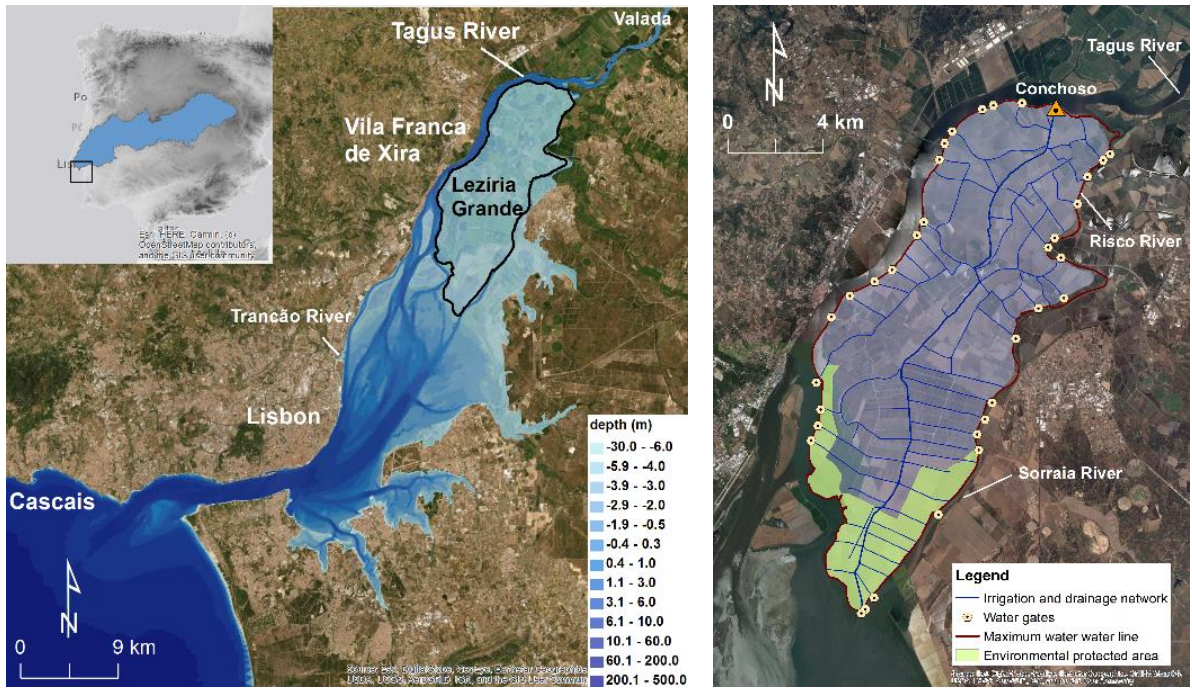 Po
Lis
Esri, HERE, Garmin, (c)
OpenStreetMap contributors,
and the GIS user community
Valada
Tagus River
Vila Franca
de Xira
Lezíria
Grande
Trancão River
Lisbon
Cascais
N
0 9 km
depth (m)
-30.0 - -6.0
-5.9 - -4.0
-3.9 - -3.0
-2.9 - -2.0
-1.9 - -0.5
-0.4 - 0.3
0.4 - 1.0
1.1 - 3.0
3.1 - 6.0
6.1 - 10.0
10.1 - 60.0
60.1 - 200.0
200.1 - 500.0
Tagus River
Conchoso
N
0 4 km
Risco River
Sorraia River
Legend
Irrigation and drainage network
Water gates
Maximum water water line
Environmental protected area